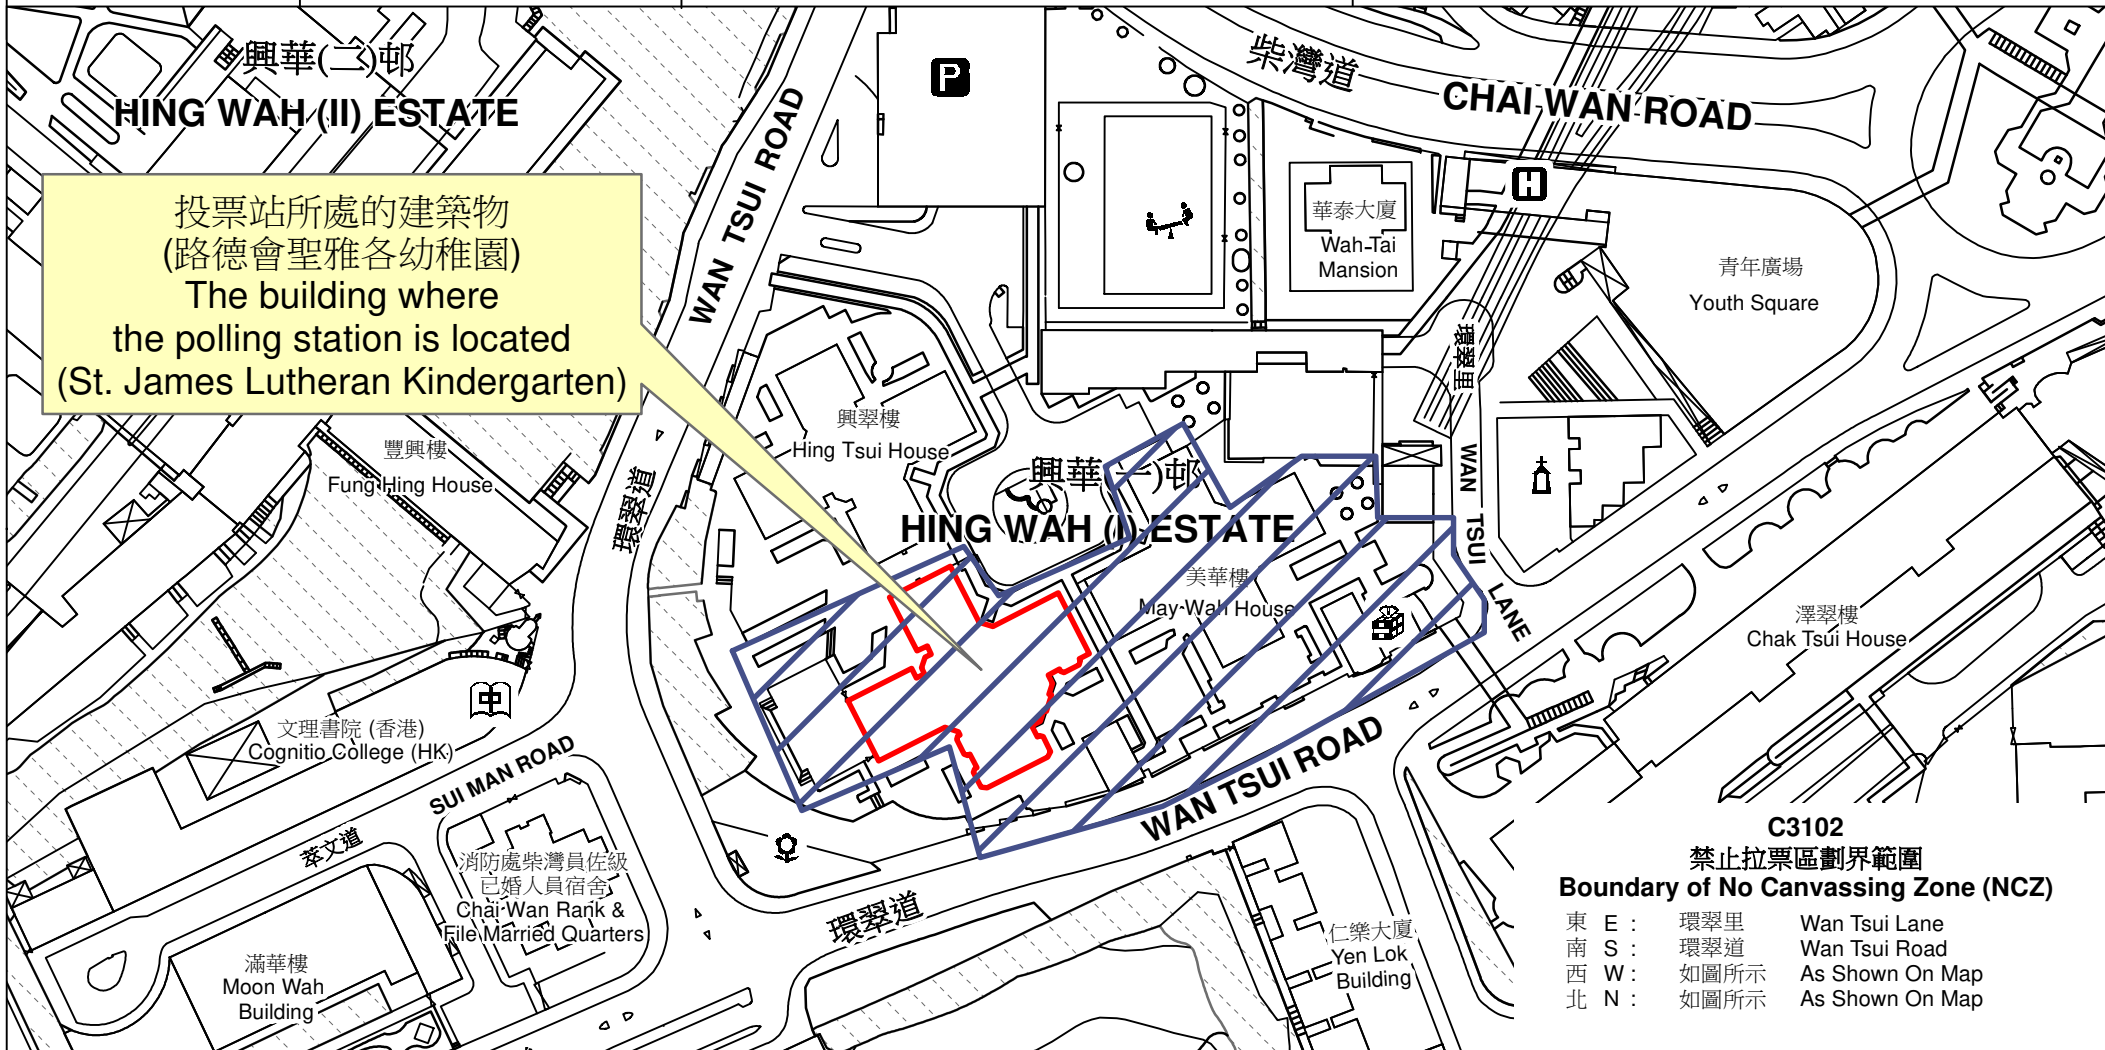 興華(二)邨
HING WAH (II) ESTATE
柴灣道
CHAI WAN ROAD
P
H
WAN TSUI ROAD
投票站所處的建築物
(路德會聖雅各幼稚園)
The building where
the polling station is located
(St. James Lutheran Kindergarten)
華泰大廈
Wah Tai
Mansion
青年廣場
Youth Square
環翠里
WAN TSUI LANE
興翠樓
Hing Tsui House
豐興樓
Fung Hing House
環翠道
興華(一)邨
HING WAH (I) ESTATE
美華樓
May Wah House
澤翠樓
Chak Tsui House
中
文理書院 (香港)
Cognitio College (HK)
SUI MAN ROAD
萃文道
WAN TSUI ROAD
環翠道
消防處柴灣員佐級
已婚人員宿舍
Chai Wan Rank &
File Married Quarters
滿華樓
Moon Wah
Building
仁樂大廈
Yen Lok
Building
C3102
禁止拉票區劃界範圍
Boundary of No Canvassing Zone (NCZ)
東 E : 環翠里 Wan Tsui Lane
南 S : 環翠道 Wan Tsui Road
西 W : 如圖所示 As Shown On Map
北 N : 如圖所示 As Shown On Map